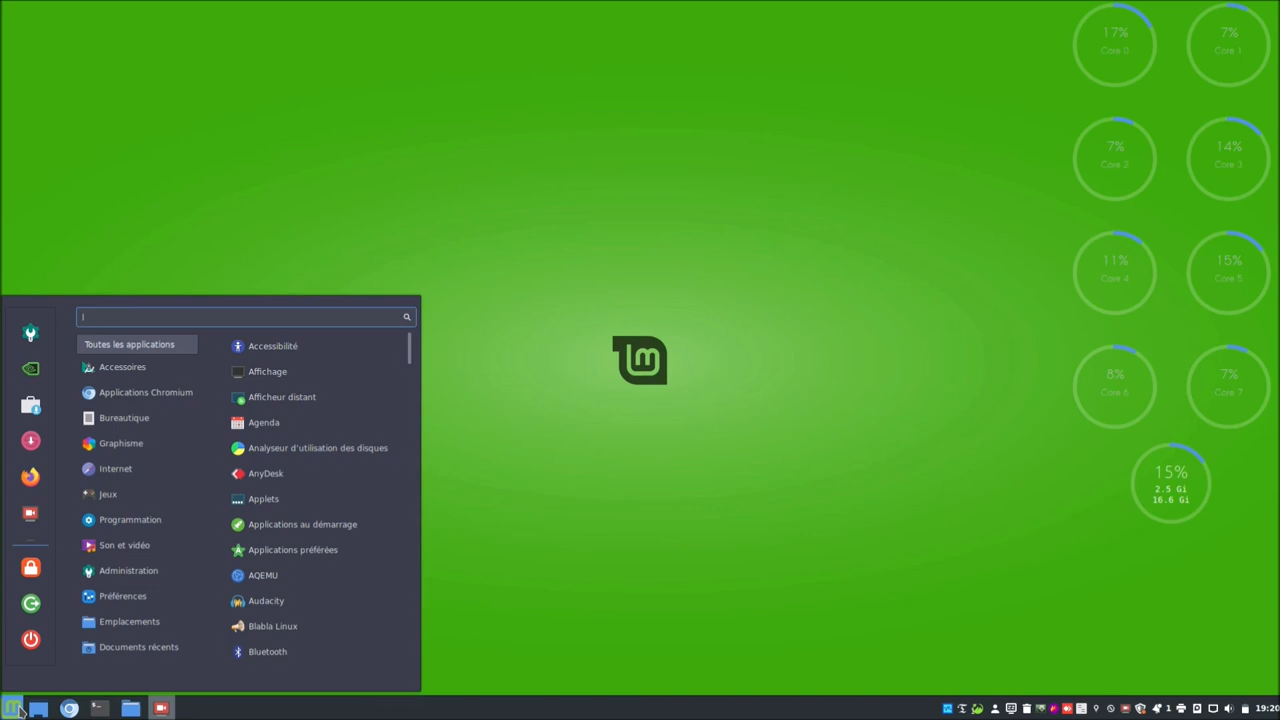 17%
Core 0
7%
Core 1
7%
Core 2
14%
Core 3
11%
Core 4
15%
Core 5
8%
Core 6
7%
Core 7
15%
2.5 Gi
16.6 Gi
lm
Toutes les applications
Accessoires
Applications Chromium
Bureautique
Graphisme
Internet
Jeux
Programmation
Son et vidéo
Administration
Préférences
Emplacements
Documents récents
Accessibilité
Affichage
Afficheur distant
Agenda
Analyseur d'utilisation des disques
AnyDesk
Applets
Applications au démarrage
Applications préférées
AQEMU
Audacity
Blabla Linux
Bluetooth
1
19:20